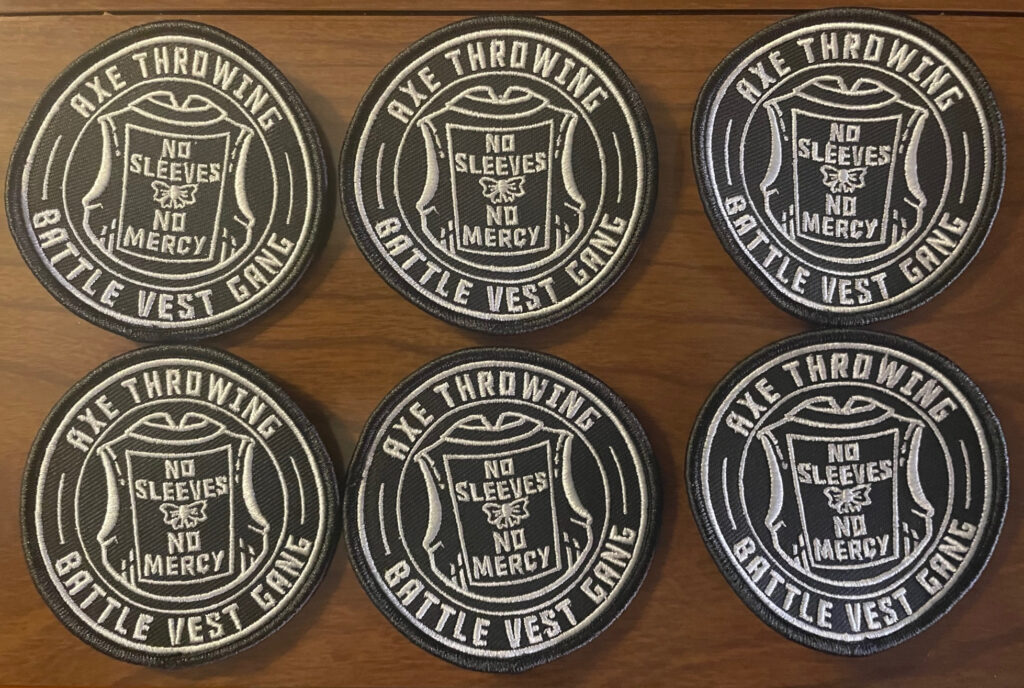 AXE THROWING
NO
SLEEVES
NO
MERCY
BATTLE VEST GANG
AXE THROWING
NO
SLEEVES
NO
MERCY
BATTLE VEST GANG
AXE THROWING
NO
SLEEVES
NO
MERCY
BATTLE VEST GANG
AXE THROWING
NO
SLEEVES
NO
MERCY
BATTLE VEST GANG
AXE THROWING
NO
SLEEVES
NO
MERCY
BATTLE VEST GANG
AXE THROWING
NO
SLEEVES
NO
MERCY
BATTLE VEST GANG